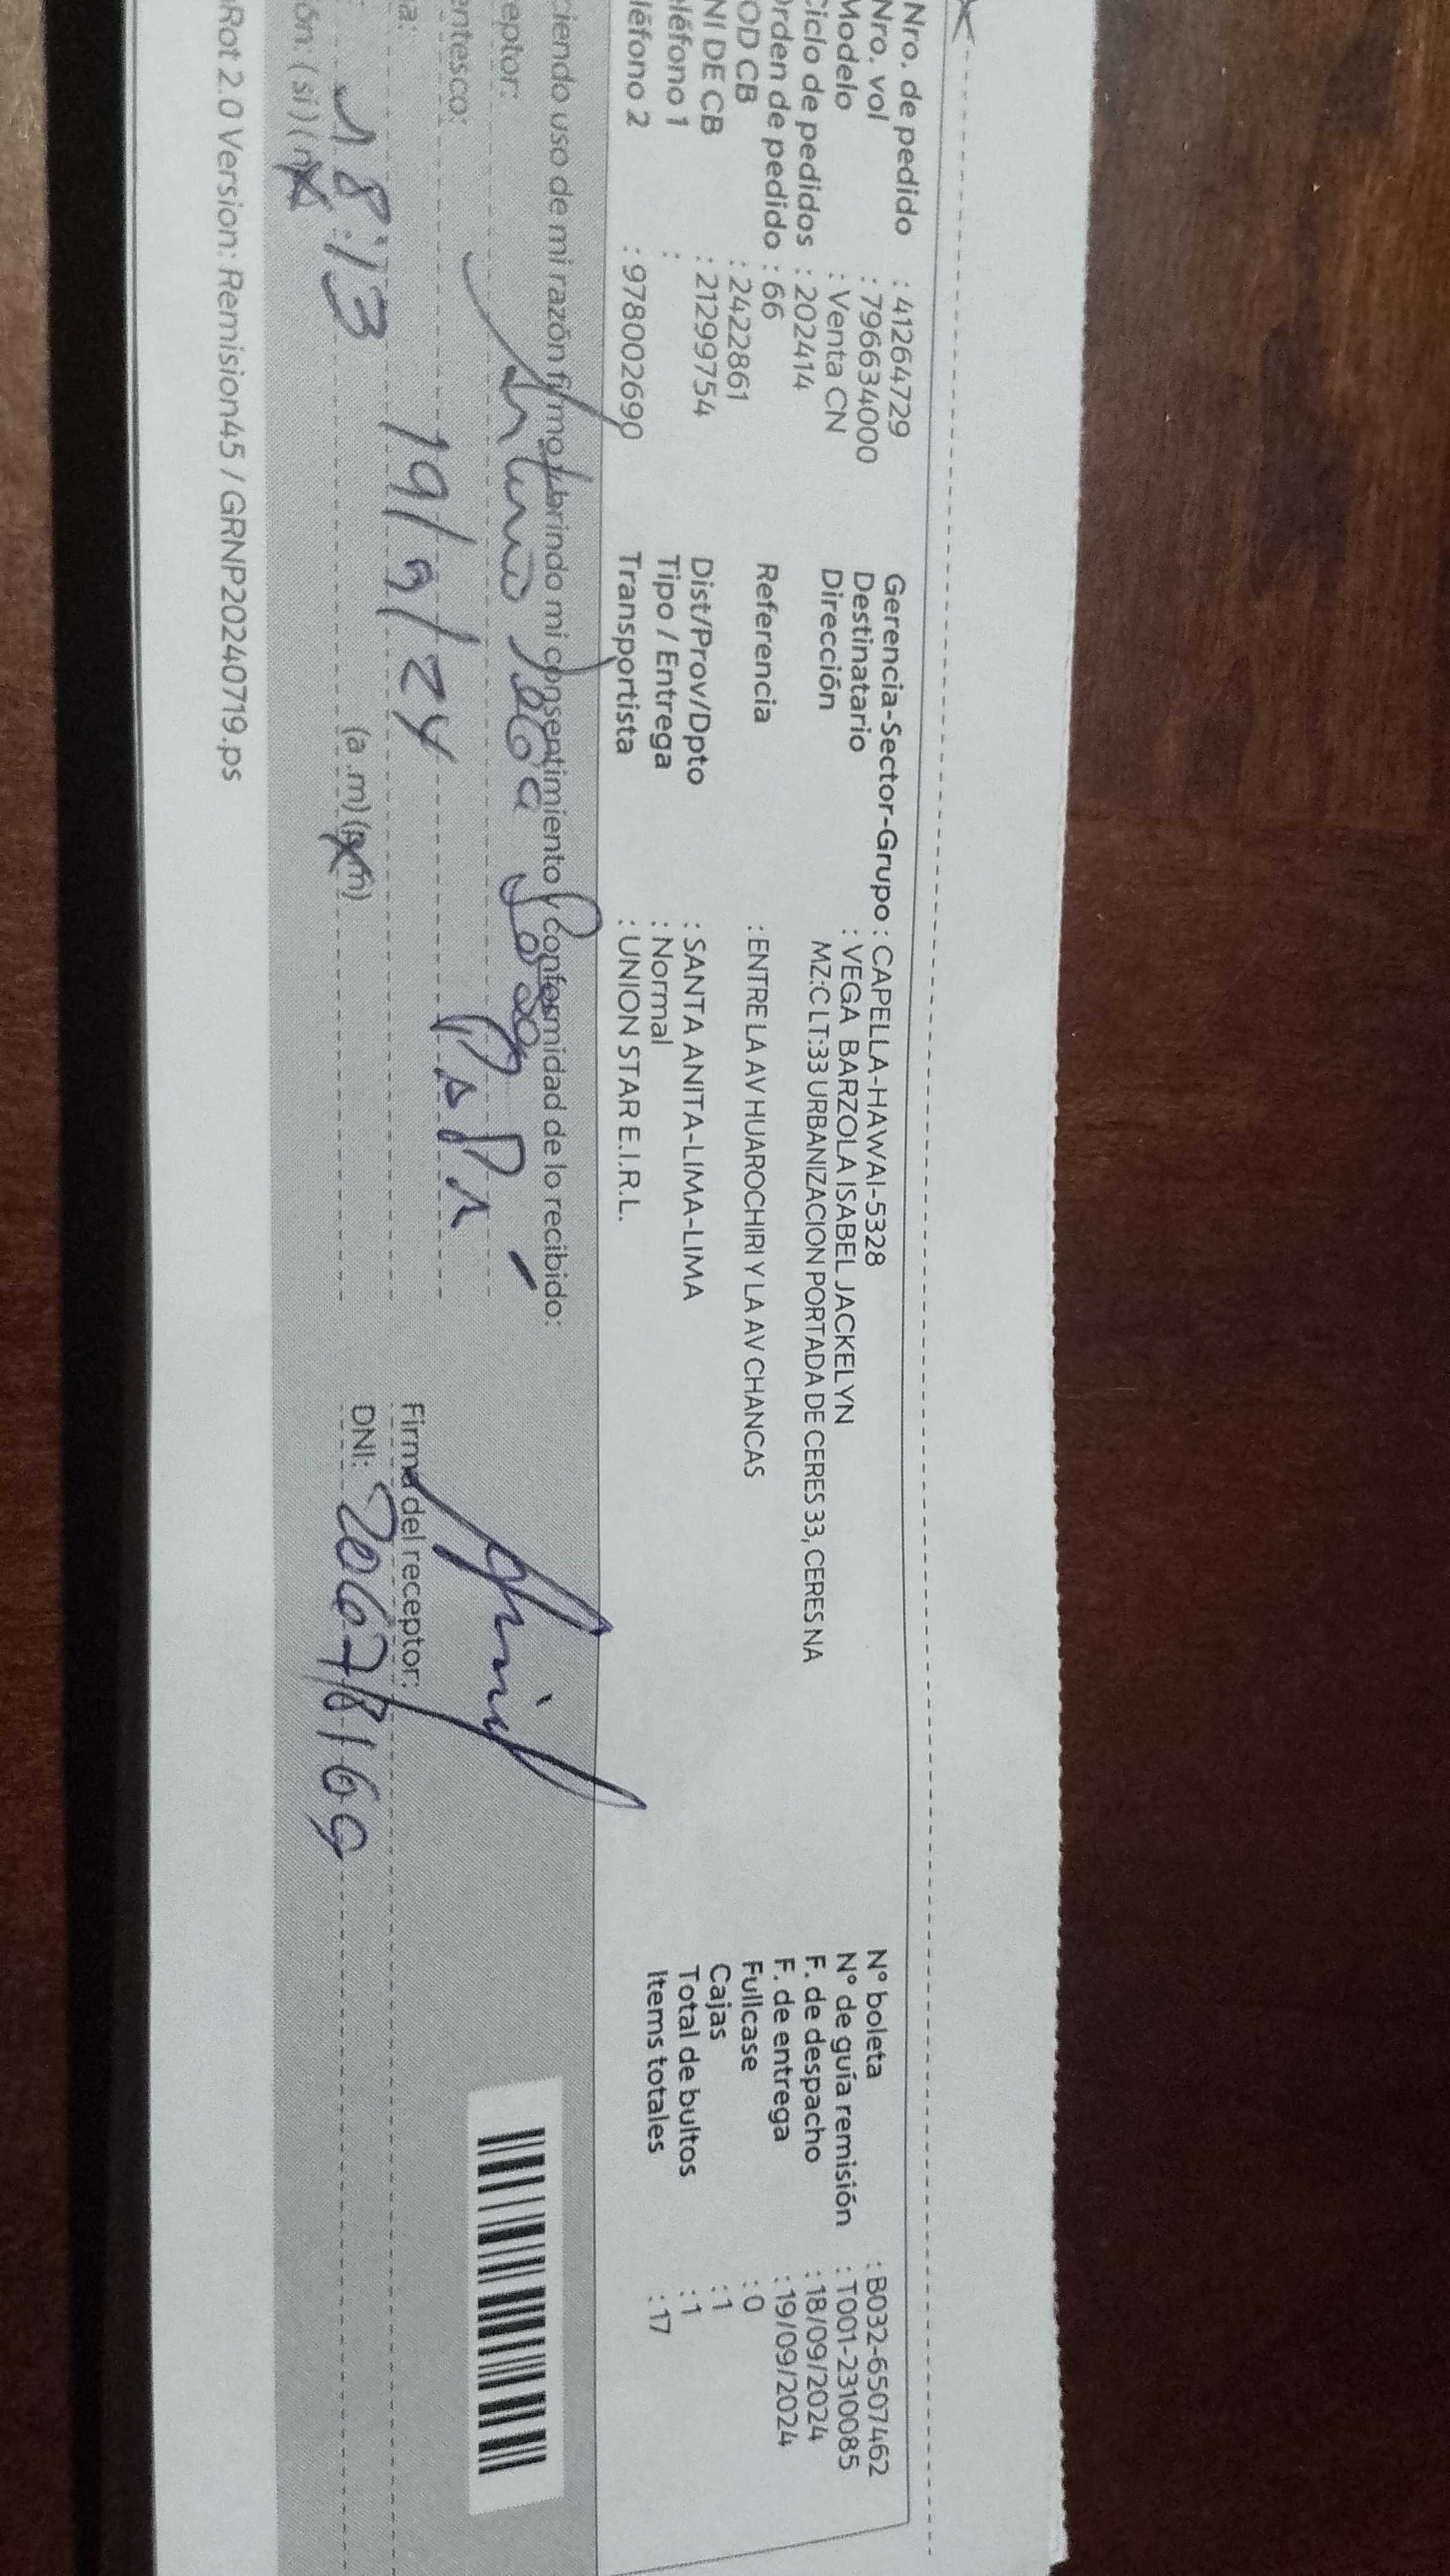 Nro. de pedido : 41264729
Nro. vol : 796634000
Modelo : Venta CN
Ciclo de pedidos : 202414
Orden de pedido : 66
OD CB : 2422861
NI DE CB : 21299754
léfono 1 :
léfono 2 : 978002690
Gerencia-Sector-Grupo : CAPELLA-HAWAI-5328
Destinatario : VEGA BARZOLA ISABEL JACKELYN
Dirección MZ:C LT:33 URBANIZACION PORTADA DE CERES 33, CERES NA
Referencia : ENTRE LA AV HUAROCHIRI Y LA AV CHANCAS
Dist/Prov/Dpto : SANTA ANITA-LIMA-LIMA
Tipo / Entrega : Normal
Transportista : UNION STAR E.I.R.L.
N° boleta : B032-6507462
N° de guía remisión : T001-2310085
F. de despacho : 18/09/2024
F. de entrega : 19/09/2024
Fullcase : 0
Cajas : 1
Total de bultos : 1
Items totales : 17
ciendo uso de mi razón firmo y brindo mi consentimiento y conformidad de lo recibido:
eptor:
entesco:
a: 19/9/24
: 18:13 (a .m) (p.m)
ón: (si) (no)
Firma del receptor:
DNI: 20678169
Rot 2.0 Version: Remision45 / GRNP20240719.ps